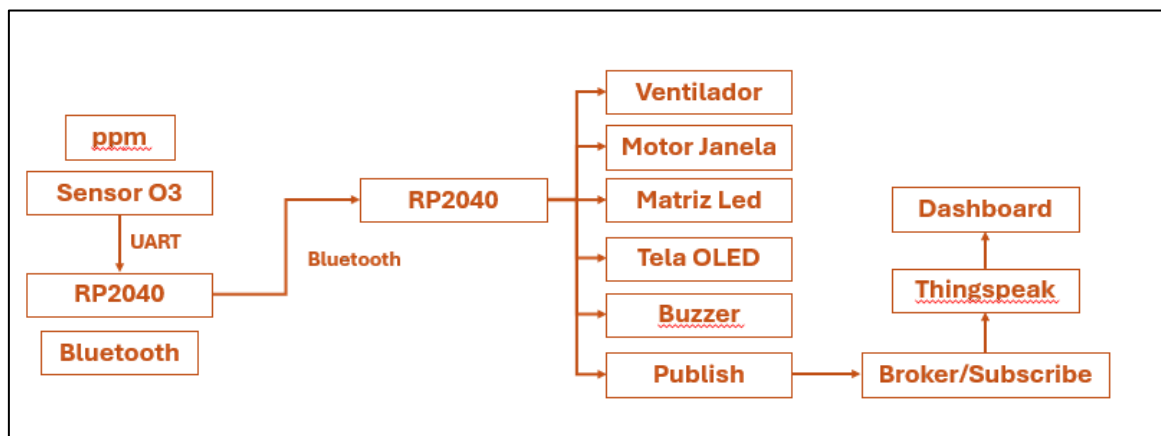 ppm
Sensor O3
UART
RP2040
Bluetooth
Bluetooth
RP2040
Ventilador
Motor Janela
Matriz Led
Tela OLED
Buzzer
Publish
Dashboard
Thingspeak
Broker/Subscribe